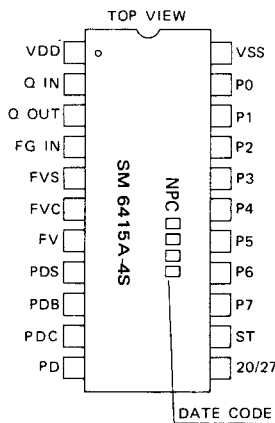 TOP VIEW
VDD
Q IN
Q OUT
FG IN
FVS
FVC
FV
PDS
PDB
PDC
PD
SM 6415A-4S
NPC
VSS
P0
P1
P2
P3
P4
P5
P6
P7
ST
20/27
DATE CODE